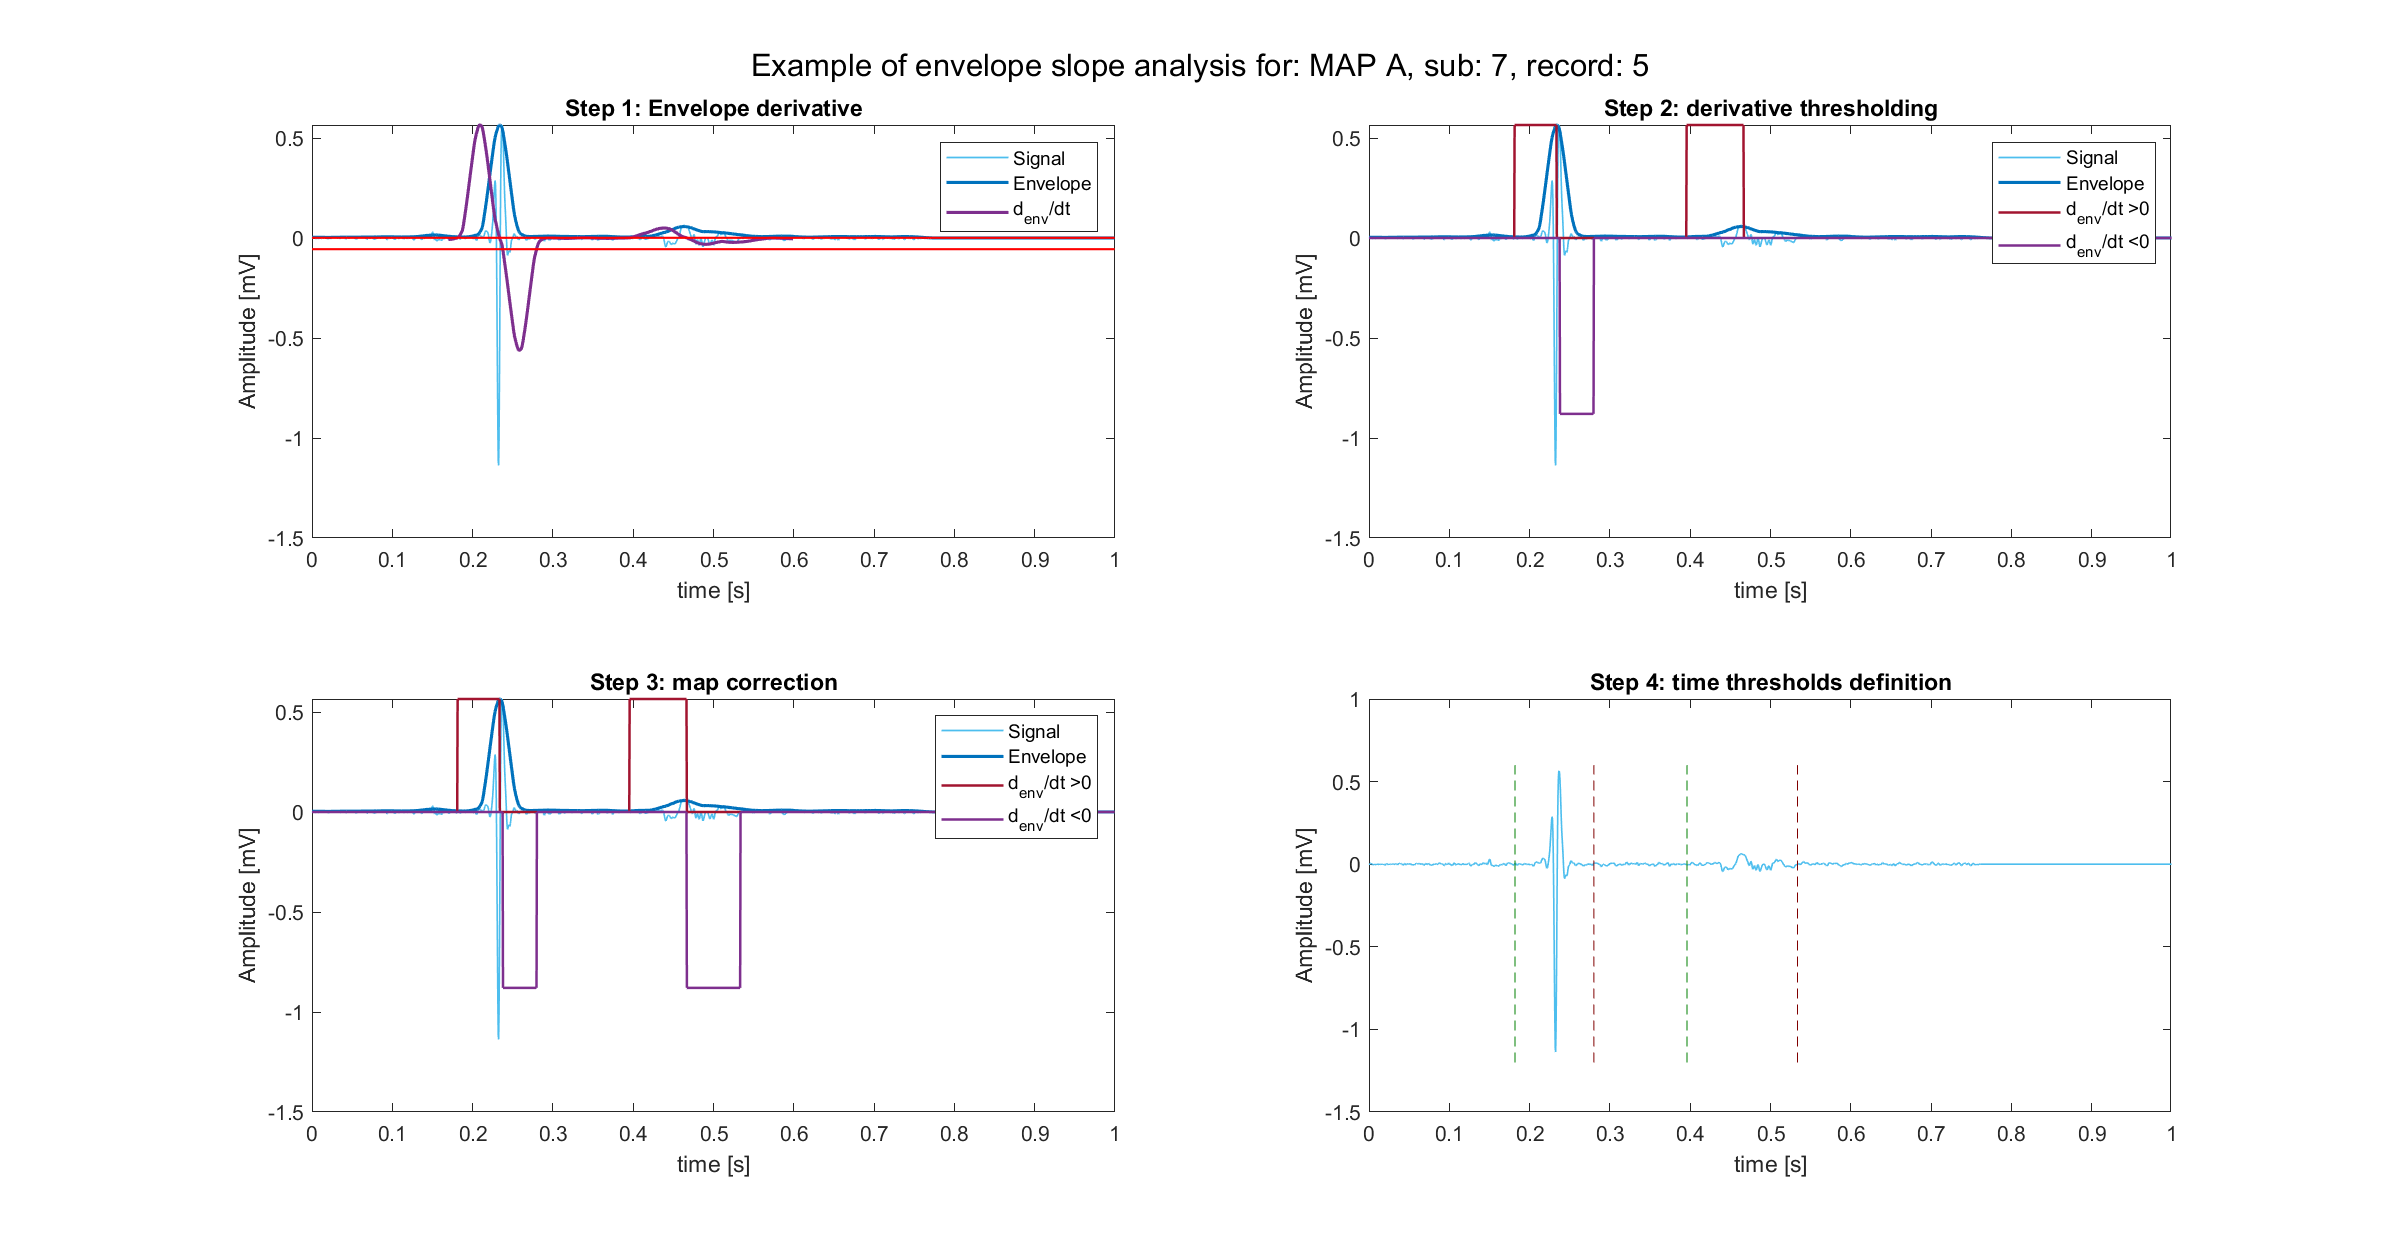 Example of envelope slope analysis for: MAP A, sub: 7, record: 5
Step 1: Envelope derivative
0.5
0
-0.5
-1
-1.5
Amplitude [mV]
0 0.1 0.2 0.3 0.4 0.5 0.6 0.7 0.8 0.9 1
time [s]
Signal
Envelope
d_env/dt
Step 2: derivative thresholding
0.5
0
-0.5
-1
-1.5
Amplitude [mV]
0 0.1 0.2 0.3 0.4 0.5 0.6 0.7 0.8 0.9 1
time [s]
Signal
Envelope
d_env/dt >0
d_env/dt <0
Step 3: map correction
0.5
0
-0.5
-1
-1.5
Amplitude [mV]
0 0.1 0.2 0.3 0.4 0.5 0.6 0.7 0.8 0.9 1
time [s]
Signal
Envelope
d_env/dt >0
d_env/dt <0
Step 4: time thresholds definition
1
0.5
0
-0.5
-1
-1.5
Amplitude [mV]
0 0.1 0.2 0.3 0.4 0.5 0.6 0.7 0.8 0.9 1
time [s]